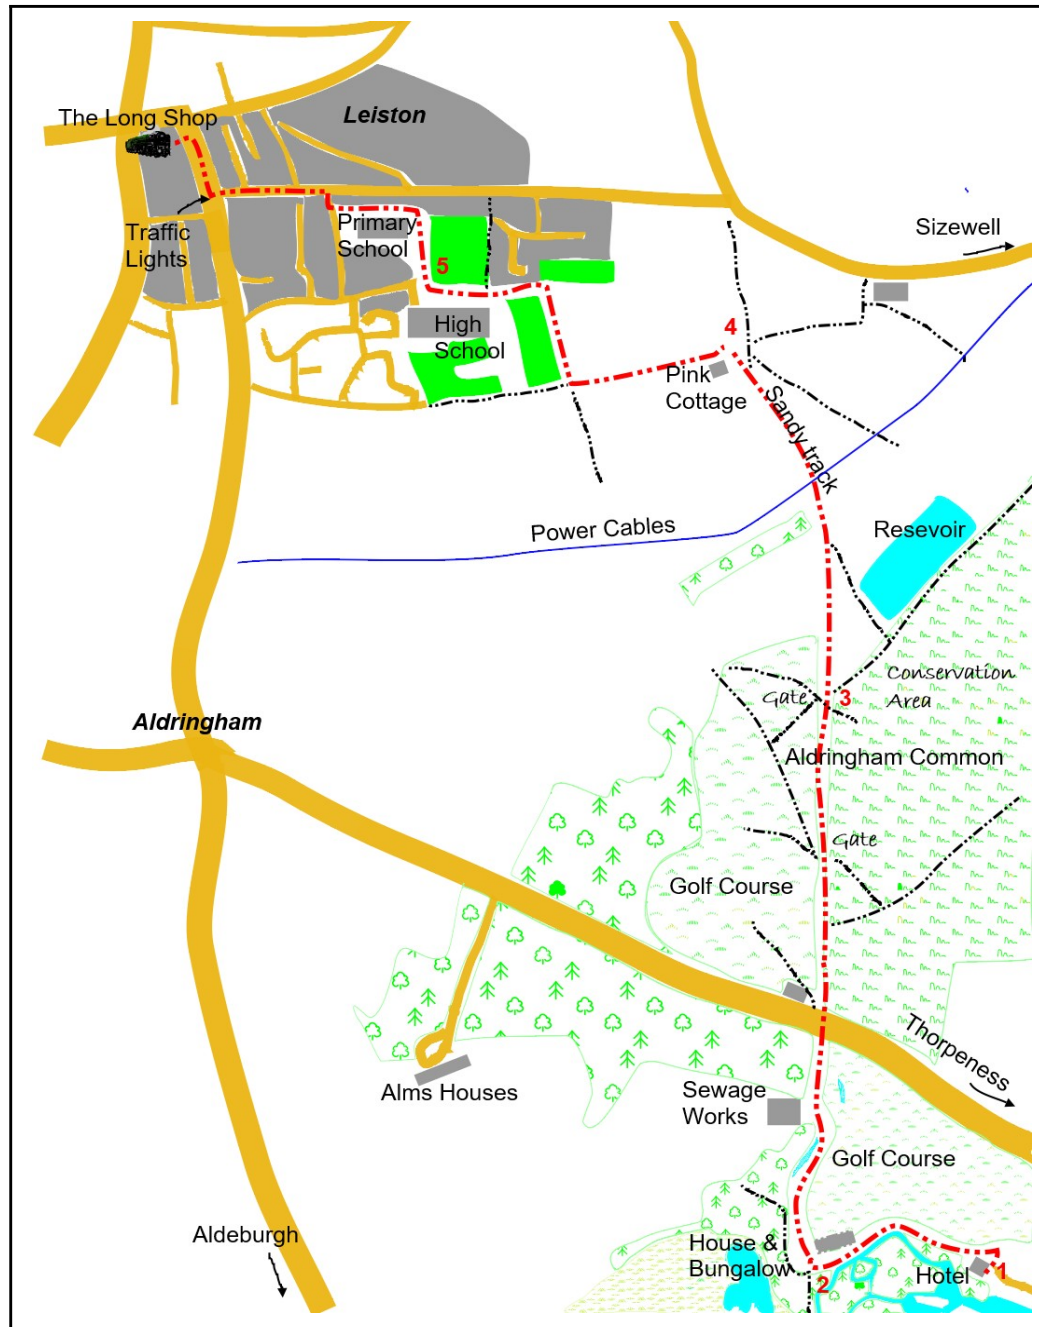 The Long Shop
Leiston
Traffic
Lights
Primary
School
5
High
School
Sizewell
4
Pink
Cottage
Sandy track
Power Cables
Resevoir
Conservation
Area
Gate
3
Aldringham
Aldringham Common
Gate
Golf Course
Thorpeness
Alms Houses
Sewage
Works
Golf Course
Aldeburgh
House &
Bungalow
2
Hotel
1